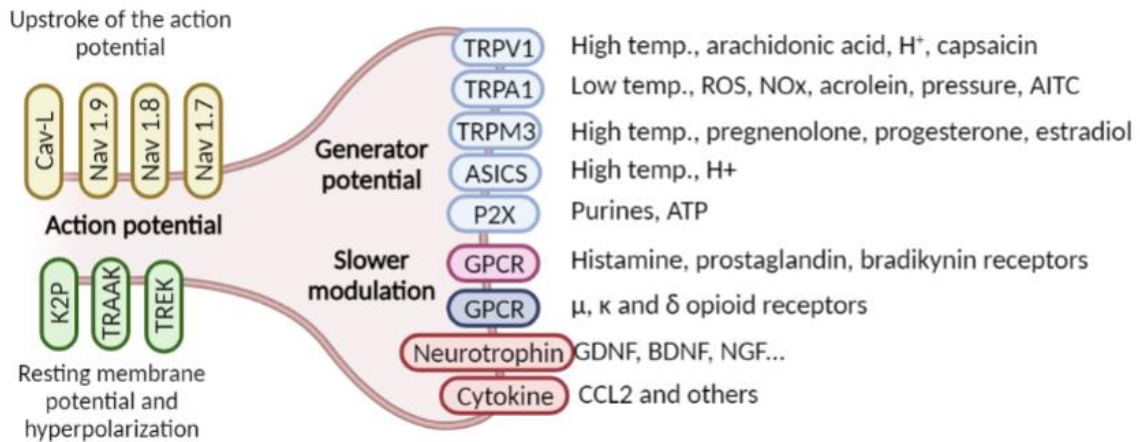 Upstroke of the action
potential
Cav-L
Nav 1.9
Nav 1.8
Nav 1.7
Action potential
K2P
TRAAK
TREK
Resting membrane
potential and
hyperpolarization
Generator
potential
Slower
modulation
TRPV1 High temp., arachidonic acid, H⁺, capsaicin
TRPA1 Low temp., ROS, NOx, acrolein, pressure, AITC
TRPM3 High temp., pregnenolone, progesterone, estradiol
ASICS High temp., H+
P2X Purines, ATP
GPCR Histamine, prostaglandin, bradikynin receptors
GPCR μ, κ and δ opioid receptors
Neurotrophin GDNF, BDNF, NGF...
Cytokine CCL2 and others